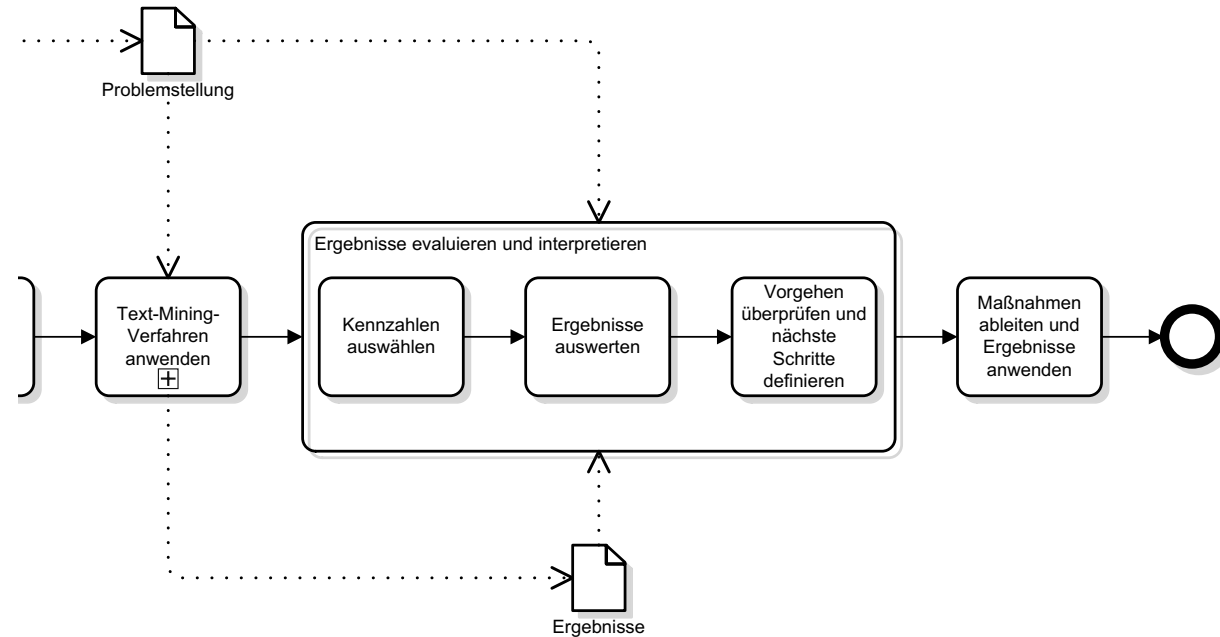 Problemstellung
Ergebnisse evaluieren und interpretieren
Text-Mining-
Verfahren
anwenden
Kennzahlen
auswählen
Ergebnisse
auswerten
Vorgehen
überprüfen und
nächste
Schritte
definieren
Maßnahmen
ableiten und
Ergebnisse
anwenden
Ergebnisse